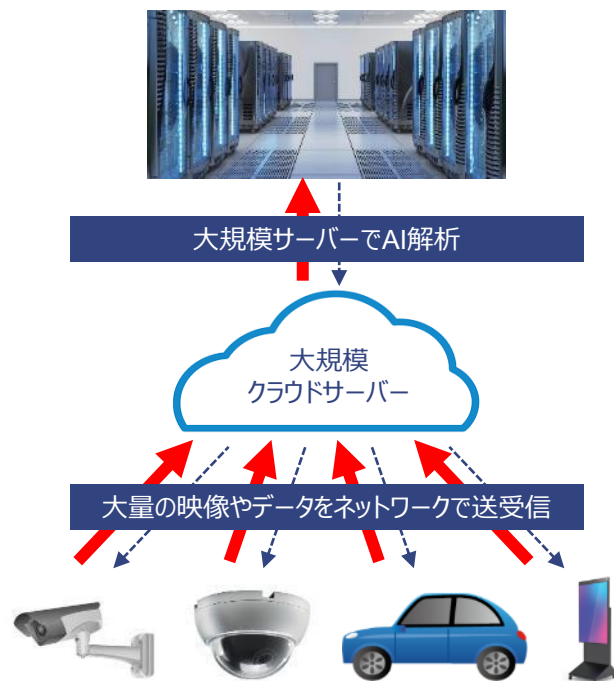 大規模サーバーでAI解析
大規模
クラウドサーバー
大量の映像やデータをネットワークで送受信